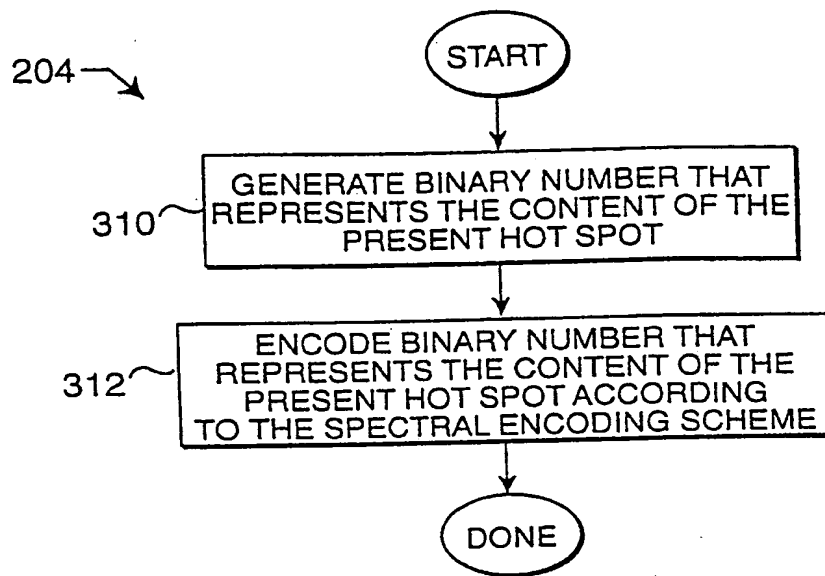 204
START
310
GENERATE BINARY NUMBER THAT
REPRESENTS THE CONTENT OF THE
PRESENT HOT SPOT.
312
ENCODE BINARY NUMBER THAT
REPRESENTS THE CONTENT OF THE
PRESENT HOT SPOT ACCORDING
TO THE SPECTRAL ENCODING SCHEME
DONE